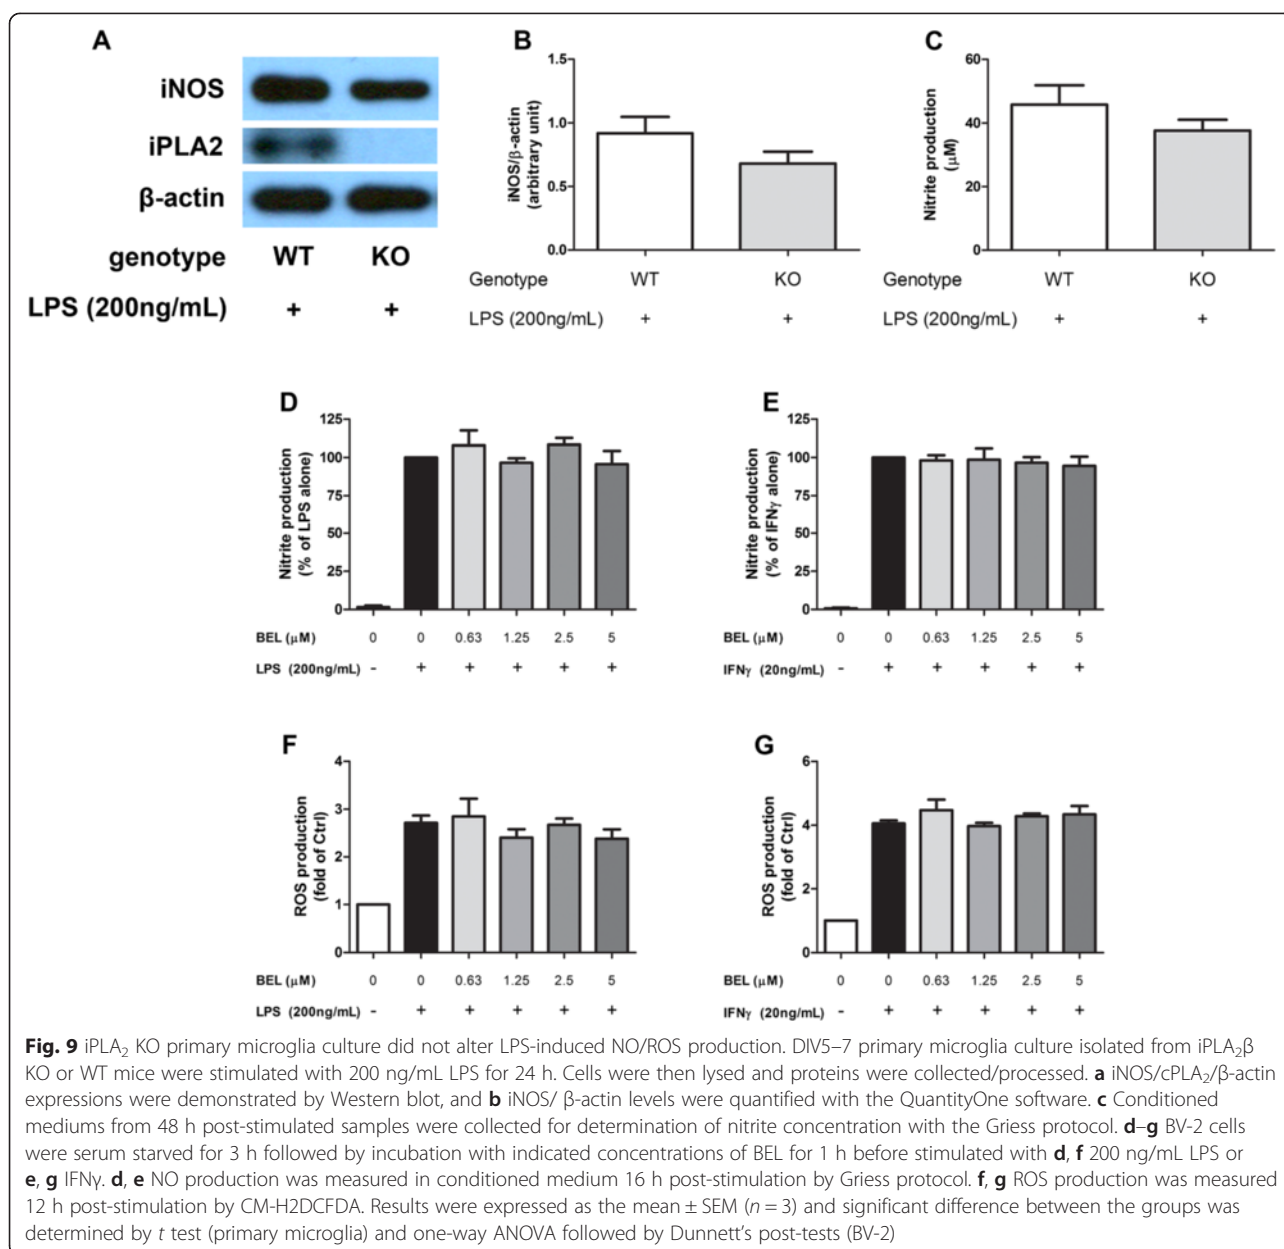 A
iNOS
iPLA2
β-actin
genotype WT KO
LPS (200ng/mL) + +
B
iNOS/β-actin
(arbitrary unit)
1.5
1.0
0.5
0.0
Genotype WT KO
LPS (200ng/mL) + +
C
Nitrite production
(μM)
60
40
20
0
Genotype WT KO
LPS (200ng/mL) + +
D
Nitrite production
(% of LPS alone)
125
100
75
50
25
0
BEL (μM) 0 0 0.63 1.25 2.5 5
LPS (200ng/mL) - + + + + +
E
Nitrite production
(% of IFNγ alone)
125
100
75
50
25
0
BEL (μM) 0 0 0.63 1.25 2.5 5
IFNγ (20ng/mL) - + + + + +
F
ROS production
(fold of Ctrl)
4
3
2
1
0
BEL (μM) 0 0 0.63 1.25 2.5 5
LPS (200ng/mL) - + + + + +
G
ROS production
(fold of Ctrl)
6
4
2
0
BEL (μM) 0 0 0.63 1.25 2.5 5
IFNγ (20ng/mL) - + + + + +
Fig. 9 iPLA₂ KO primary microglia culture did not alter LPS-induced NO/ROS production. DIV5–7 primary microglia culture isolated from iPLA₂β
KO or WT mice were stimulated with 200 ng/mL LPS for 24 h. Cells were then lysed and proteins were collected/processed. a iNOS/cPLA₂/β-actin
expressions were demonstrated by Western blot, and b iNOS/ β-actin levels were quantified with the QuantityOne software. c Conditioned
mediums from 48 h post-stimulated samples were collected for determination of nitrite concentration with the Griess protocol. d–g BV-2 cells
were serum starved for 3 h followed by incubation with indicated concentrations of BEL for 1 h before stimulated with d, f 200 ng/mL LPS or
e, g IFNγ. d, e NO production was measured in conditioned medium 16 h post-stimulation by Griess protocol. f, g ROS production was measured
12 h post-stimulation by CM-H2DCFDA. Results were expressed as the mean ± SEM (n = 3) and significant difference between the groups was
determined by t test (primary microglia) and one-way ANOVA followed by Dunnett's post-tests (BV-2)